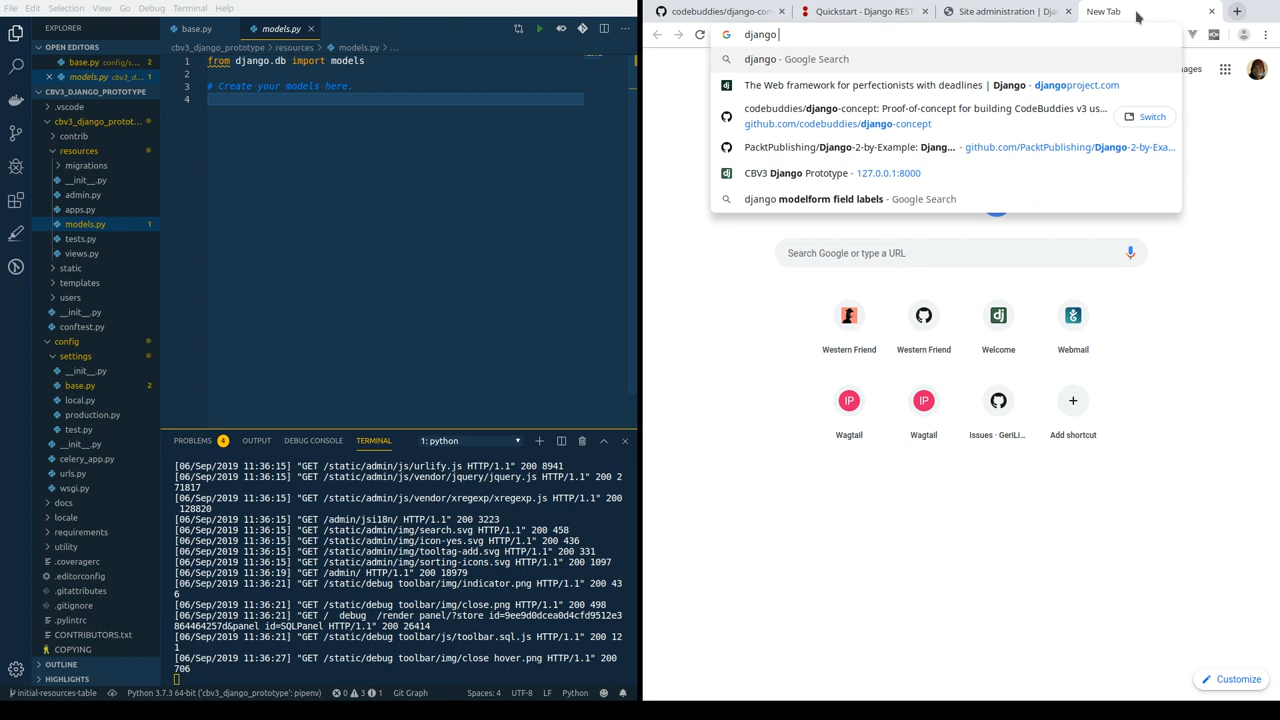 File Edit Selection View Go Debug Terminal Help
EXPLORER
OPEN EDITORS
base.py config/s... 2
models.py cbv3_d... 1
CBV3_DJANGO_PROTOTYPE
.vscode
cbv3_django_protot...
contrib
resources
migrations
__init__.py
admin.py
apps.py
models.py 1
tests.py
views.py
static
templates
users
__init__.py
conftest.py
config
settings
__init__.py
base.py 2
local.py
production.py
test.py
__init__.py
celery_app.py
urls.py
wsgi.py
docs
locale
requirements
utility
.coveragerc
.editorconfig
.gitattributes
.gitignore
.pylintrc
CONTRIBUTORS.txt
COPYING
OUTLINE
HIGHLIGHTS
base.py
models.py
cbv3_django_prototype > resources > models.py > ...
1 from django.db import models
2
3 # Create your models here.
4
PROBLEMS 4 OUTPUT DEBUG CONSOLE TERMINAL 1: python
[06/Sep/2019 11:36:15] "GET /static/admin/js/urlify.js HTTP/1.1" 200 8941
[06/Sep/2019 11:36:15] "GET /static/admin/js/vendor/jquery/jquery.js HTTP/1.1" 200 2
71817
[06/Sep/2019 11:36:15] "GET /static/admin/js/vendor/xregexp/xregexp.js HTTP/1.1" 200
128820
[06/Sep/2019 11:36:15] "GET /admin/jsi18n/ HTTP/1.1" 200 3223
[06/Sep/2019 11:36:15] "GET /static/admin/img/search.svg HTTP/1.1" 200 458
[06/Sep/2019 11:36:15] "GET /static/admin/img/icon-yes.svg HTTP/1.1" 200 436
[06/Sep/2019 11:36:15] "GET /static/admin/img/tooltag-add.svg HTTP/1.1" 200 331
[06/Sep/2019 11:36:15] "GET /static/admin/img/sorting-icons.svg HTTP/1.1" 200 1097
[06/Sep/2019 11:36:19] "GET /admin/ HTTP/1.1" 200 18979
[06/Sep/2019 11:36:21] "GET /static/debug toolbar/img/indicator.png HTTP/1.1" 200 43
6
[06/Sep/2019 11:36:21] "GET /static/debug toolbar/img/close.png HTTP/1.1" 200 498
[06/Sep/2019 11:36:21] "GET /  debug  /render panel/?store id=9ee9d0dcea0d4cfd9512e3
864464257d&panel id=SQLPanel HTTP/1.1" 200 26414
[06/Sep/2019 11:36:21] "GET /static/debug toolbar/js/toolbar.sql.js HTTP/1.1" 200 12
1
[06/Sep/2019 11:36:27] "GET /static/debug toolbar/img/close hover.png HTTP/1.1" 200
706
initial-resources-table Python 3.7.3 64-bit ('cbv3_django_prototype': pipenv) 0 3 1 Git Graph Spaces: 4 UTF-8 LF Python
codebuddies/django-con
Quickstart - Django REST
Site administration | Dja
New Tab
django
django - Google Search
The Web framework for perfectionists with deadlines | Django - djangoproject.com
codebuddies/django-concept: Proof-of-concept for building CodeBuddies v3 us...
github.com/codebuddies/django-concept
Switch
PacktPublishing/Django-2-by-Example: Djang... - github.com/PacktPublishing/Django-2-by-Exa...
CBV3 Django Prototype - 127.0.0.1:8000
django modelform field labels - Google Search
ages
Search Google or type a URL
Western Friend
Western Friend
Welcome
Webmail
IP
Wagtail
IP
Wagtail
Issues · GeriLi...
Add shortcut
Customize